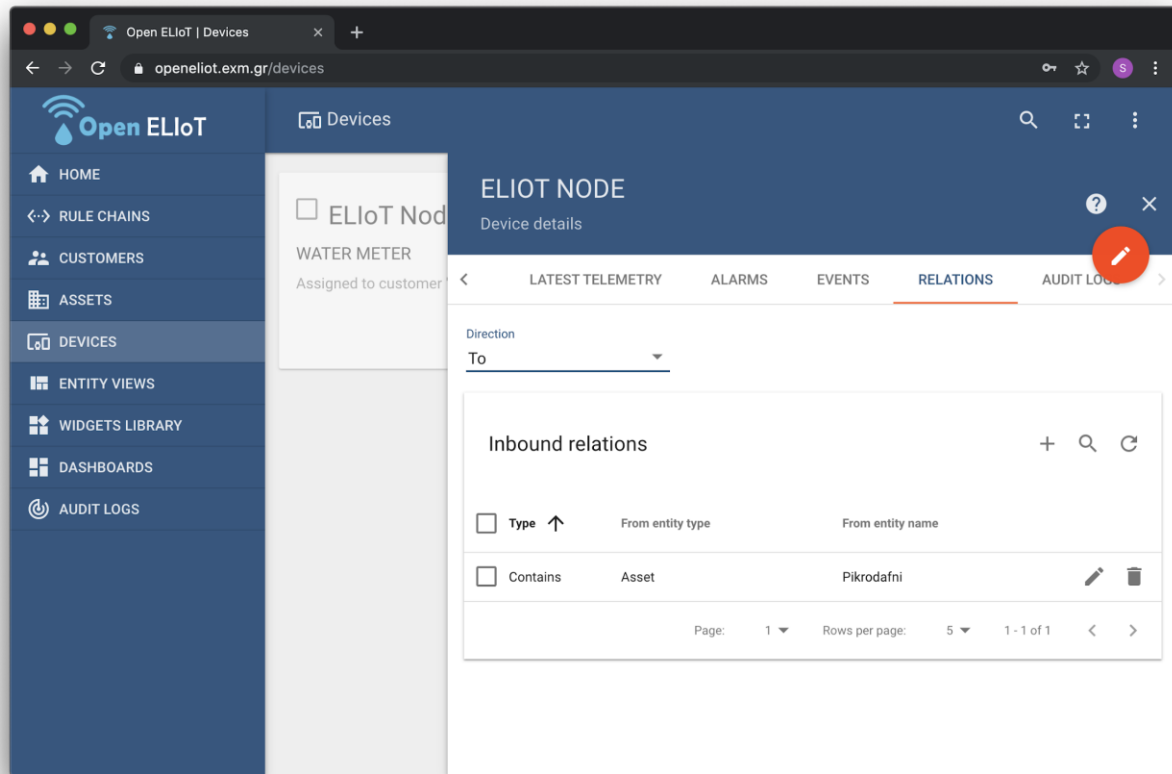 Open ELIoT | Devices
openeliot.exm.gr/devices
S
Open ELIoT
Devices
HOME
RULE CHAINS
CUSTOMERS
ASSETS
DEVICES
ENTITY VIEWS
WIDGETS LIBRARY
DASHBOARDS
AUDIT LOGS
ELIoT Nod
WATER METER
Assigned to customer
ELIOT NODE
Device details
LATEST TELEMETRY ALARMS EVENTS RELATIONS AUDIT LOGS
Direction
To
Inbound relations
Type From entity type From entity name
Contains Asset Pikrodafni
Page: 1 Rows per page: 5 1 - 1 of 1